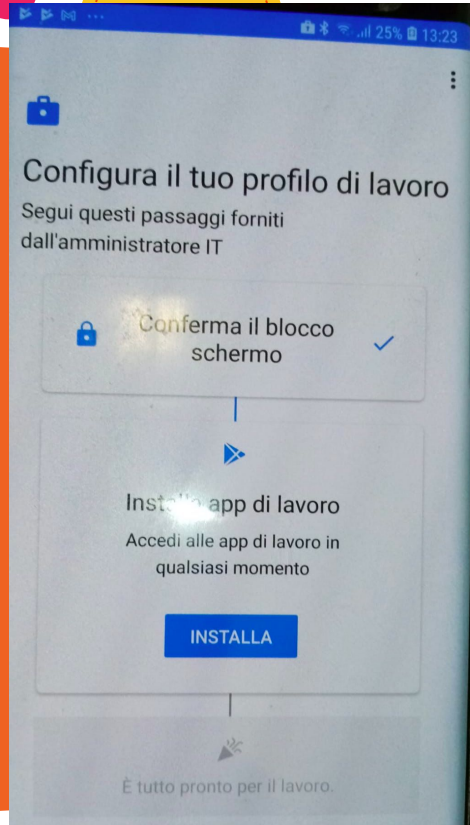 25% 13:23
Configura il tuo profilo di lavoro
Segui questi passaggi forniti
dall'amministratore IT
Conferma il blocco
schermo
app di lavoro
Accedi alle app di lavoro in
qualsiasi momento
INSTALLA
È tutto pronto per il lavoro.